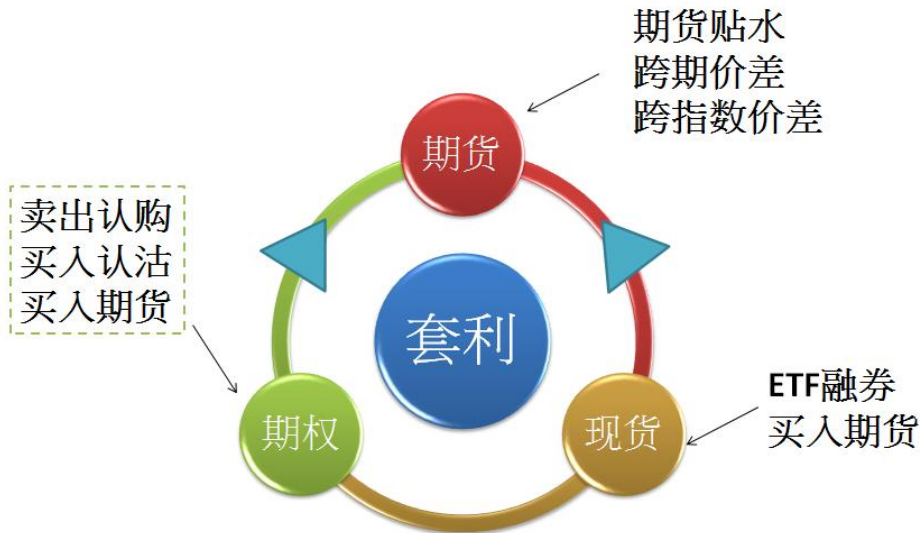 期货贴水
跨期价差
跨指数价差
期货
卖出认购
买入认沽
买入期货
套利
期权
现货
ETF融券
买入期货